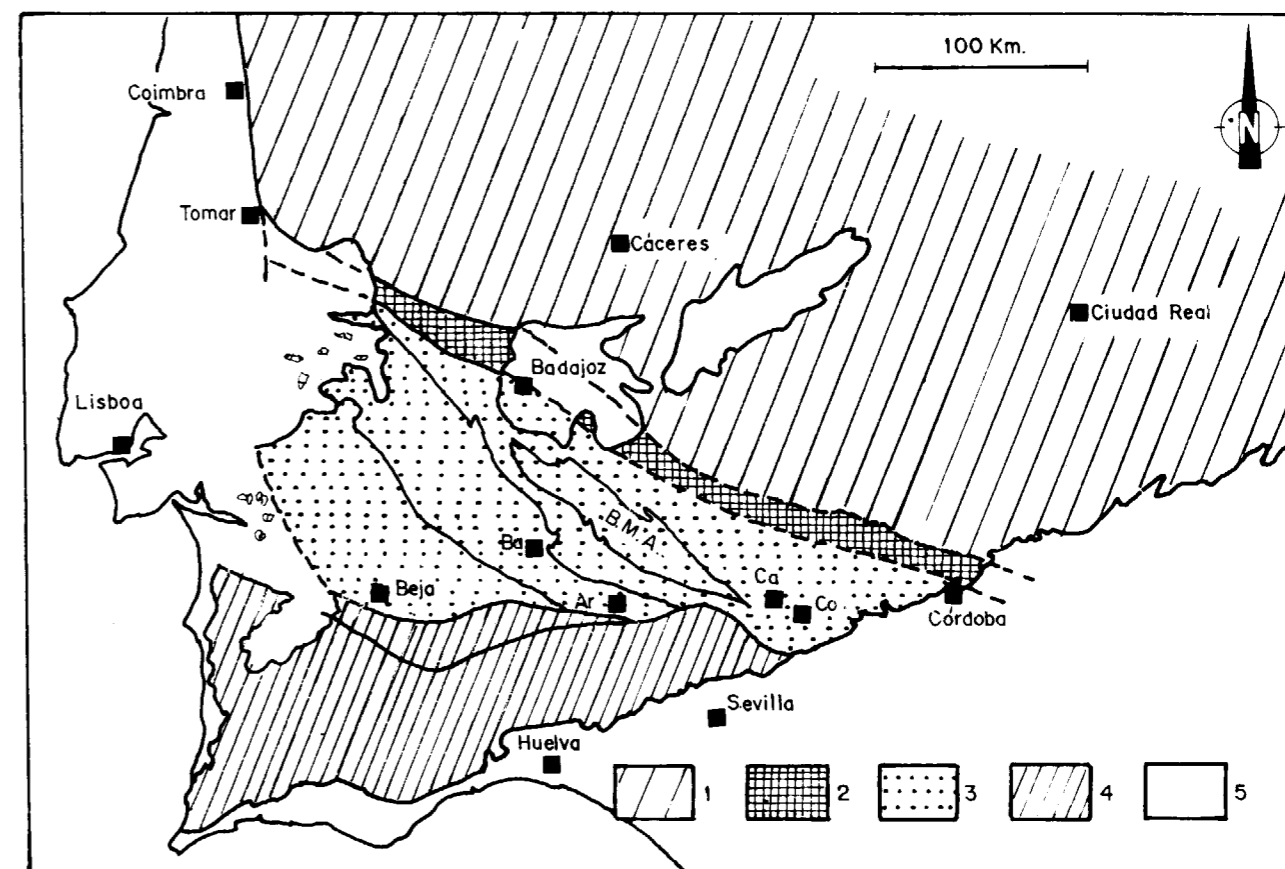 100 Km.
Coimbra
N
Tomar
Cáceres
Ciudad Real
Badajoz
Lisboa
B.M.A.
Ba
Ca
Beja
Ar
Co
Córdoba
Sevilla
Huelva
1 2 3 4 5